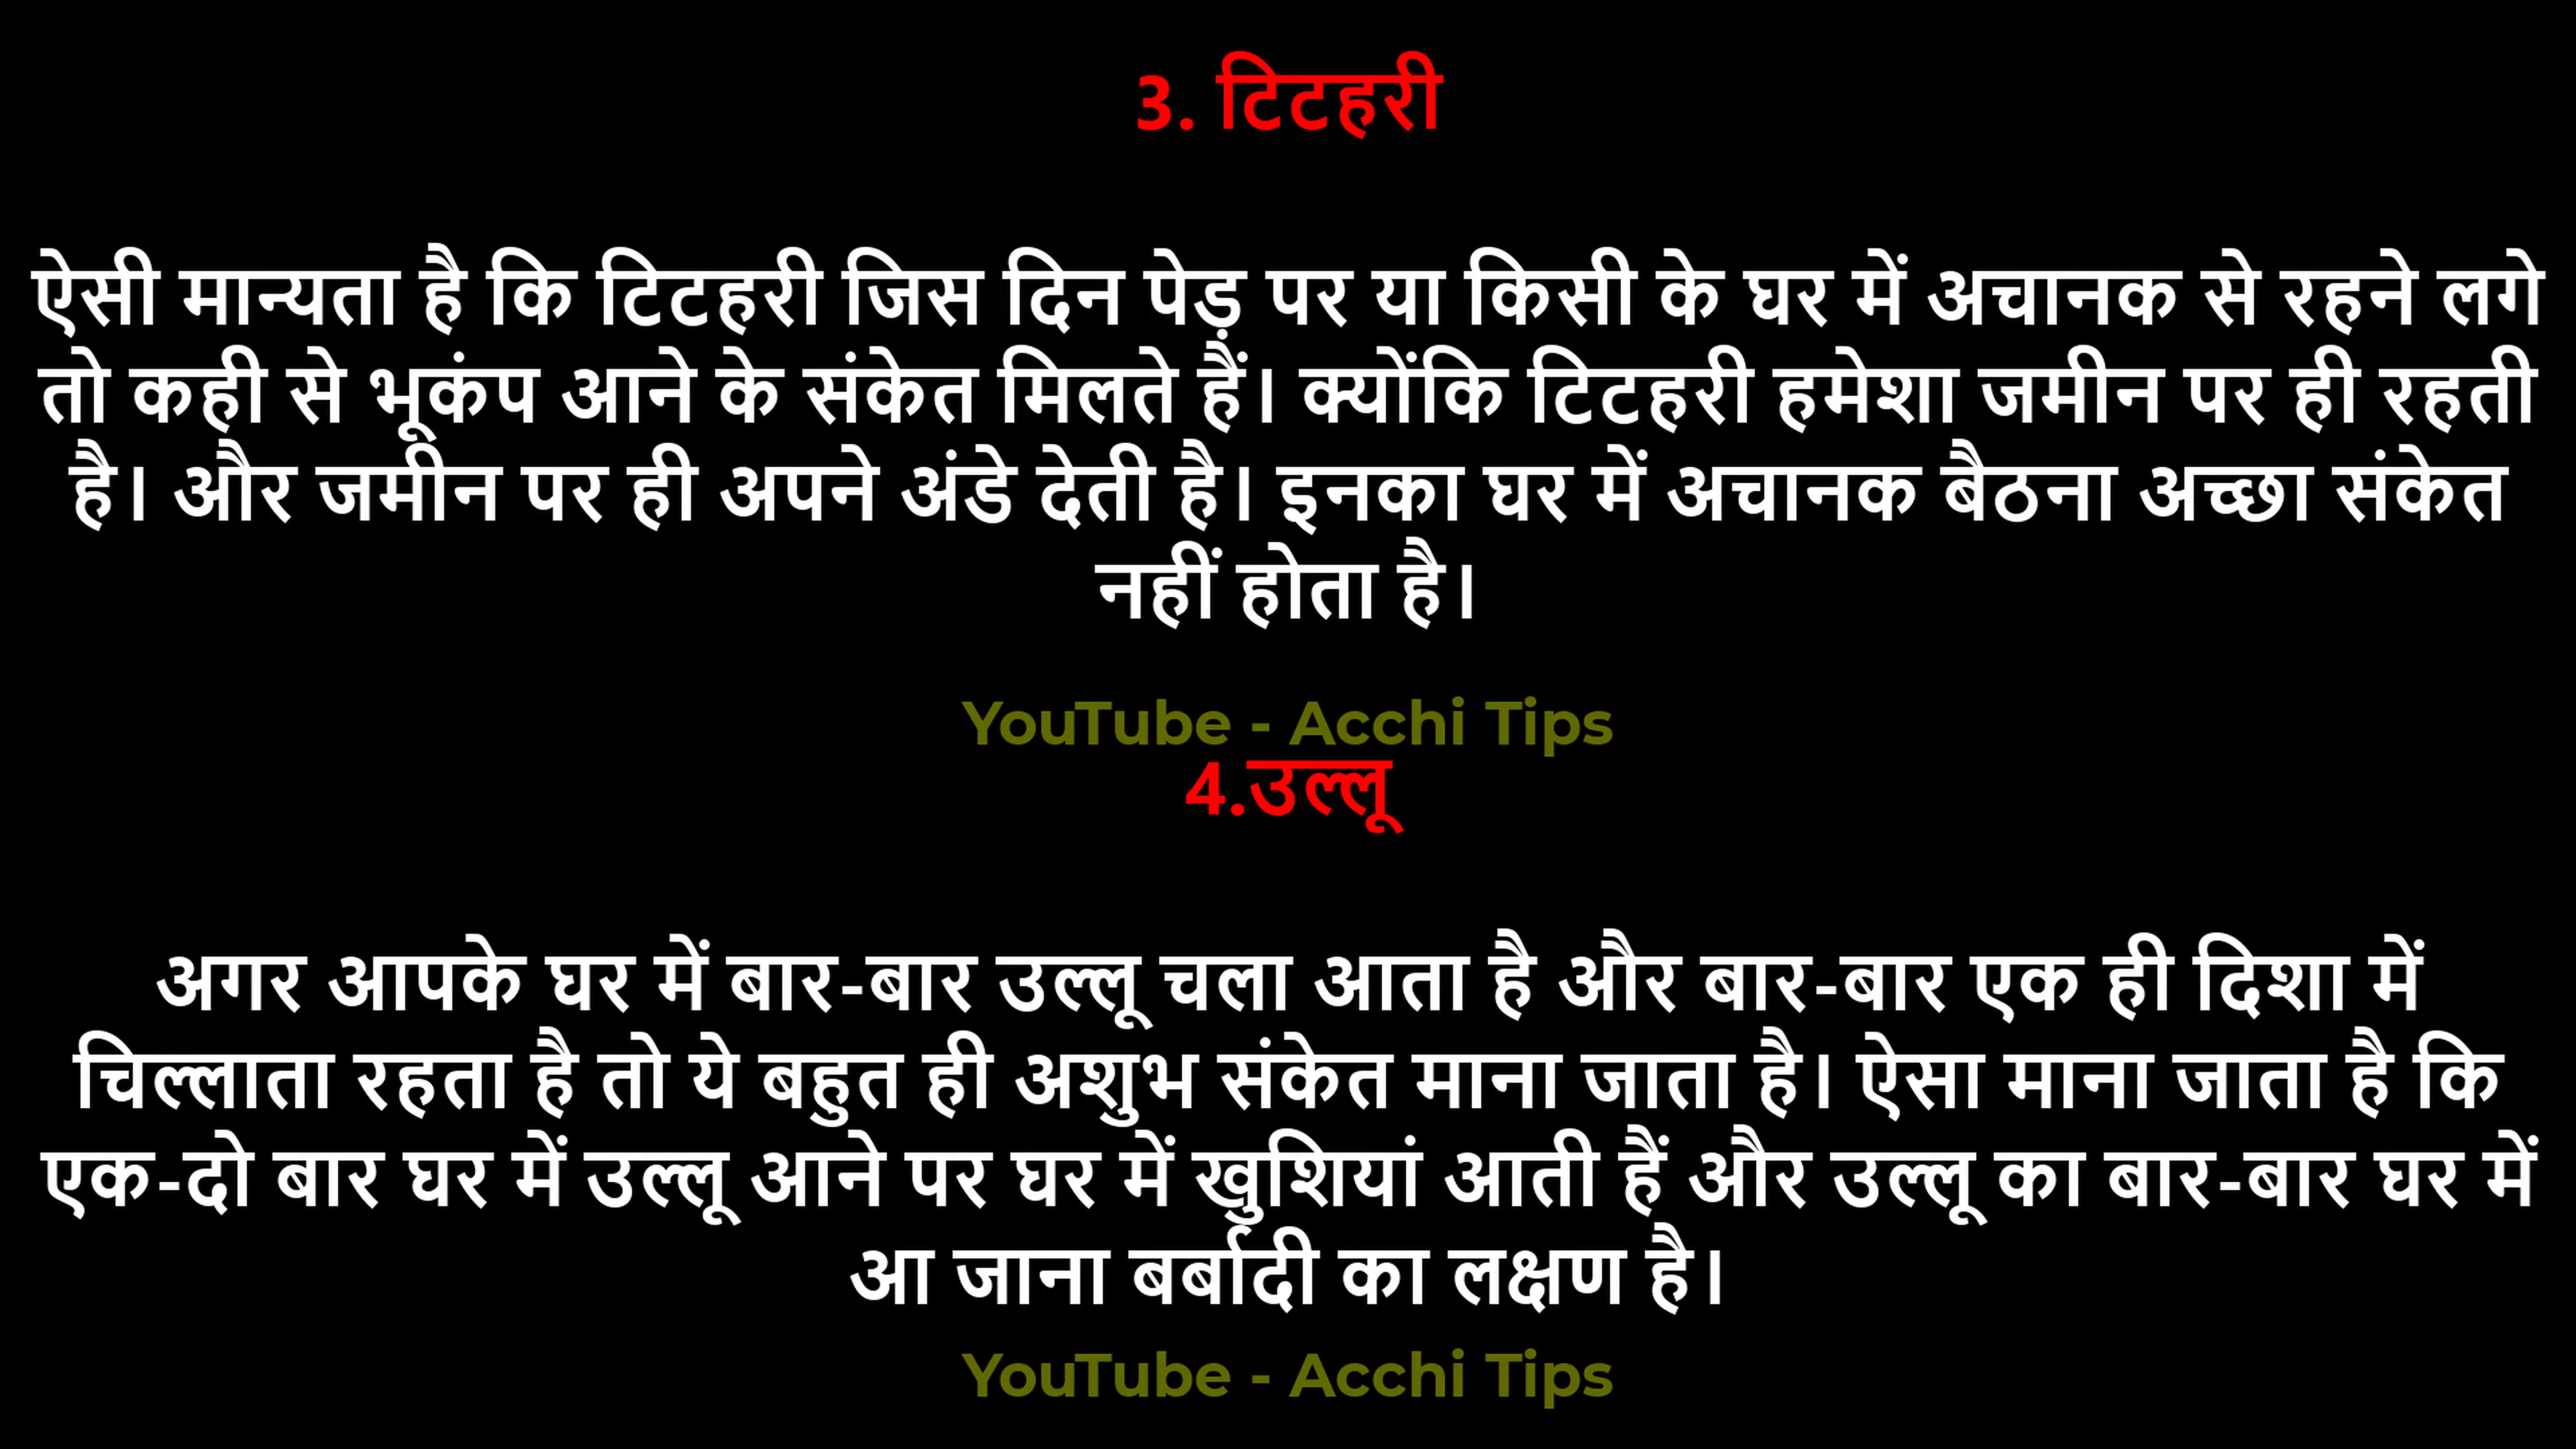 3. टिटहरी
ऐसी मान्यता है कि टिटहरी जिस दिन पेड़ पर या किसी के घर में अचानक से रहने लगे
तो कही से भूकंप आने के संकेत मिलते हैं। क्योंकि टिटहरी हमेशा जमीन पर ही रहती
है। और जमीन पर ही अपने अंडे देती है। इनका घर में अचानक बैठना अच्छा संकेत
नहीं होता है।
YouTube - Acchi Tips
4.उल्लू
अगर आपके घर में बार-बार उल्लू चला आता है और बार-बार एक ही दिशा में
चिल्लाता रहता है तो ये बहुत ही अशुभ संकेत माना जाता है। ऐसा माना जाता है कि
एक-दो बार घर में उल्लू आने पर घर में खुशियां आती हैं और उल्लू का बार-बार घर में
आ जाना बर्बादी का लक्षण है।
YouTube - Acchi Tips